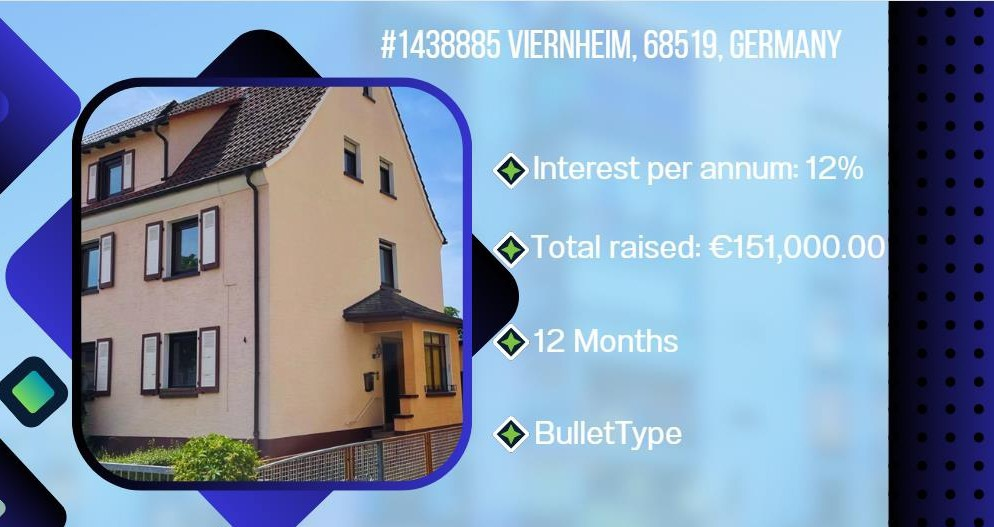 #1438885 VIERNHEIM, 68519, GERMANY
Interest per annum: 12%
Total raised: €151,000.00
12 Months
BulletType